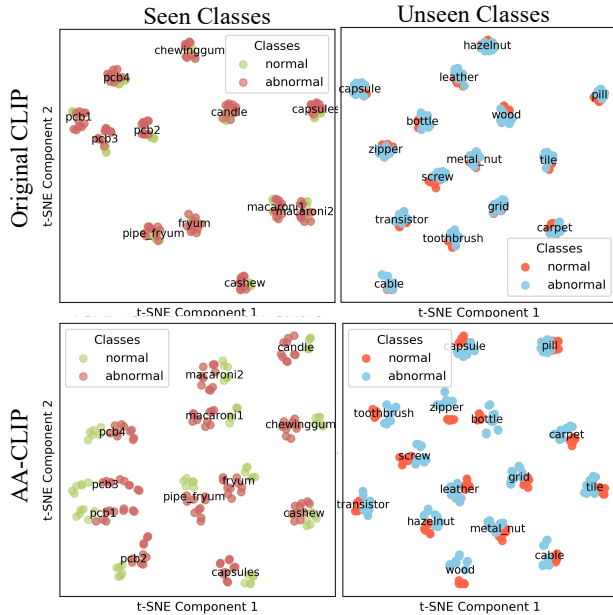 Seen Classes
Unseen Classes
Original CLIP
t-SNE Component 2
Classes
normal
abnormal
chewinggum
pcb4
pcb1
pcb3
pcb2
candle
capsules
macaroni1
macaroni2
fryum
pipe_fryum
cashew
t-SNE Component 1
hazelnut
leather
capsule
pill
wood
bottle
zipper
metal_nut
tile
screw
grid
transistor
toothbrush
carpet
cable
Classes
normal
abnormal
t-SNE Component 1
AA-CLIP
t-SNE Component 2
Classes
normal
abnormal
candle
macaroni2
macaroni1
chewinggum
pcb4
pcb3
fryum
pipe_fryum
pcb1
cashew
pcb2
capsules
t-SNE Component 1
Classes
normal
abnormal
capsule
pill
toothbrush
zipper
bottle
carpet
screw
grid
leather
tile
transistor
hazelnut
metal_nut
cable
wood
t-SNE Component 1